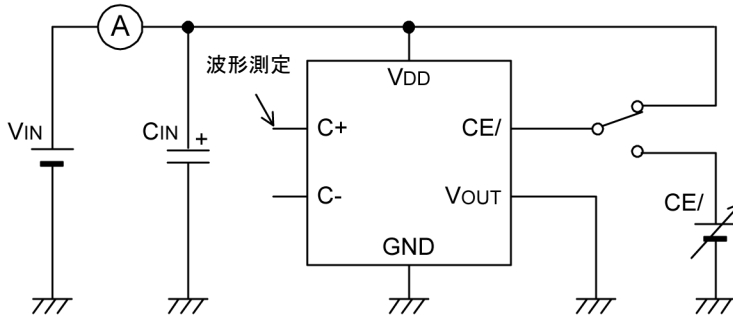 A
波形測定
VDD
VIN
CIN
+
C+
CE/
C-
VOUT
CE/
GND